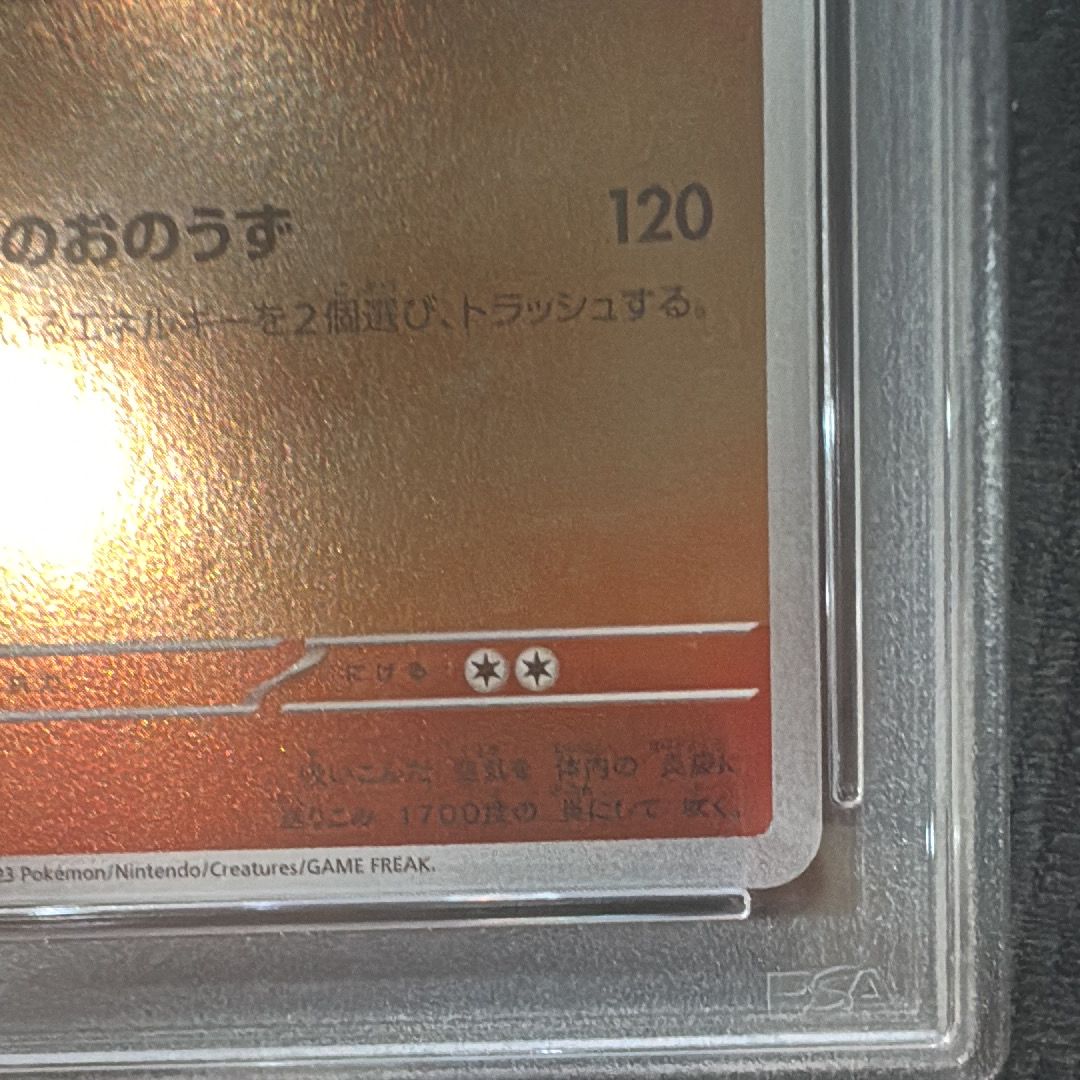 のおのうず 120
いるエネルギーを2個選び、トラッシュする。
にげる
吸いこんだ 空気を 体内の 炎袋に
送りこみ 1700度の 炎にして 吹く。
23 Pokémon/Nintendo/Creatures/GAME FREAK.
PSA